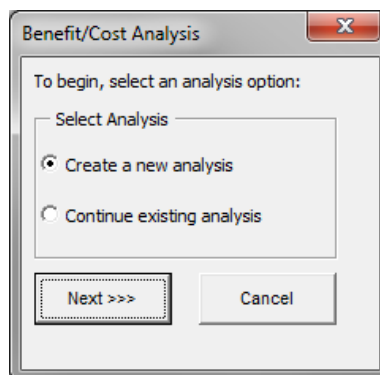 Benefit/Cost Analysis
To begin, select an analysis option:
Select Analysis
Create a new analysis
Continue existing analysis
Next >>>
Cancel